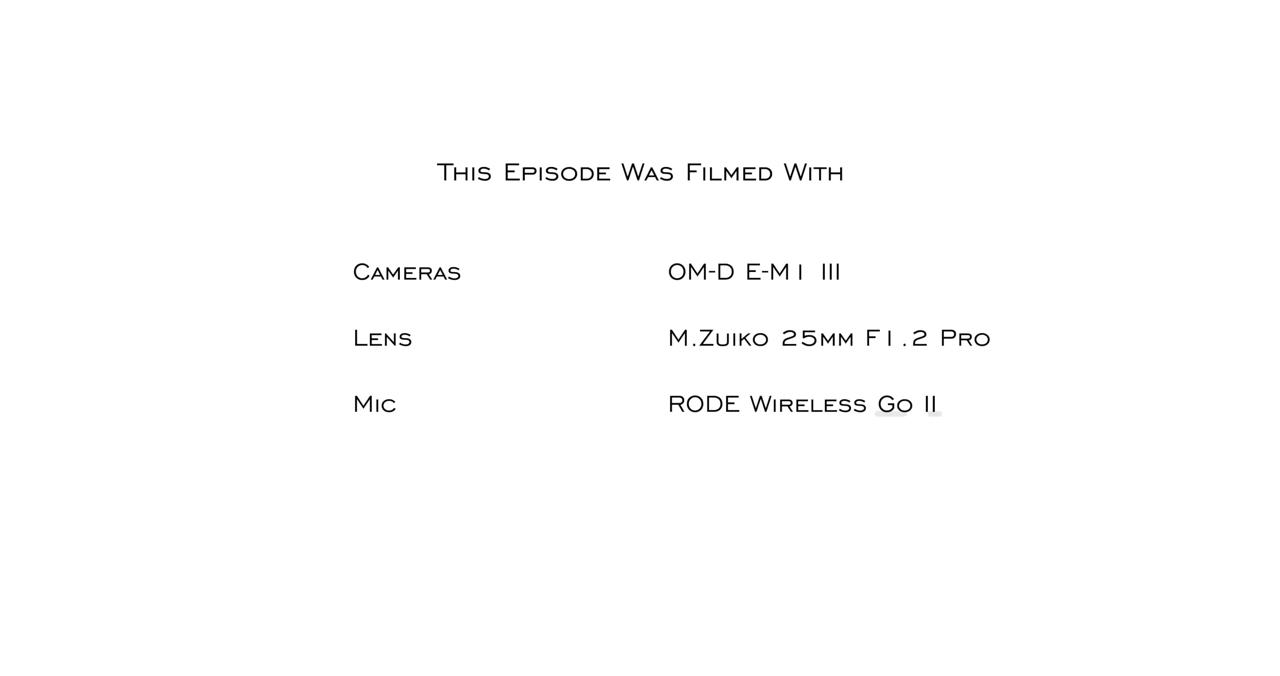 This Episode Was Filmed With
Cameras OM-D E-M1 III
Lens M.Zuiko 25mm F1.2 Pro
Mic RODE Wireless Go II